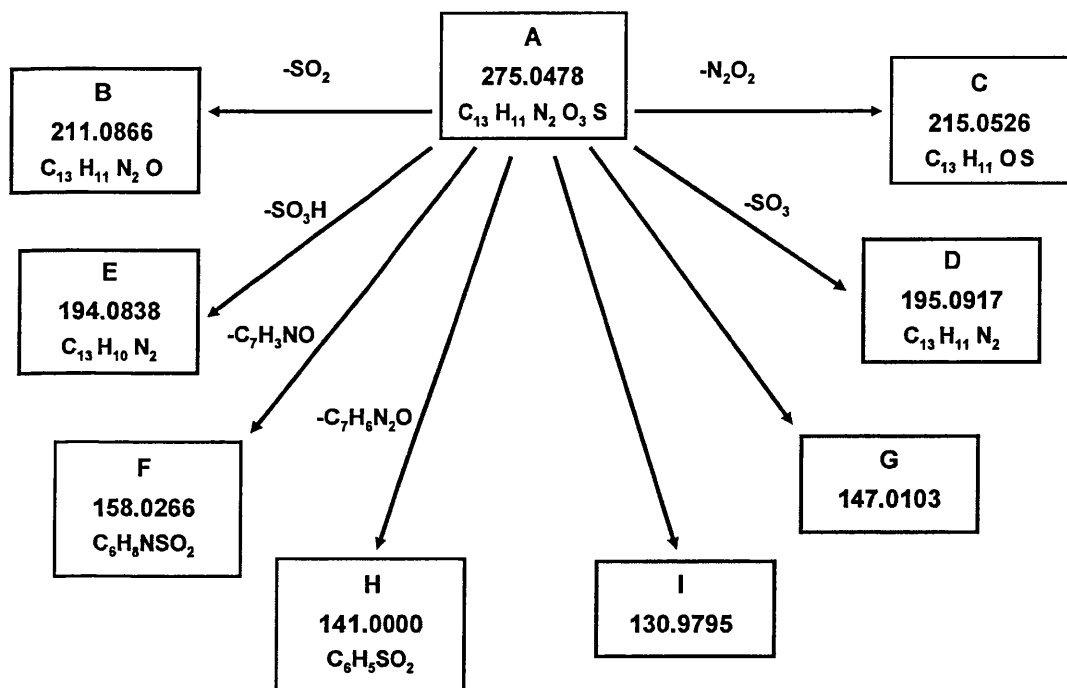 A
275.0478
C₁₃ H₁₁ N₂ O₃ S
-SO₂
-N₂O₂
B
211.0866
C₁₃ H₁₁ N₂ O
C
215.0526
C₁₃ H₁₁ O S
-SO₃H
-SO₃
E
194.0838
C₁₃ H₁₀ N₂
D
195.0917
C₁₃ H₁₁ N₂
-C₇H₃NO
-C₇H₆N₂O
F
158.0266
C₆H₈NSO₂
G
147.0103
H
141.0000
C₆H₅SO₂
I
130.9795